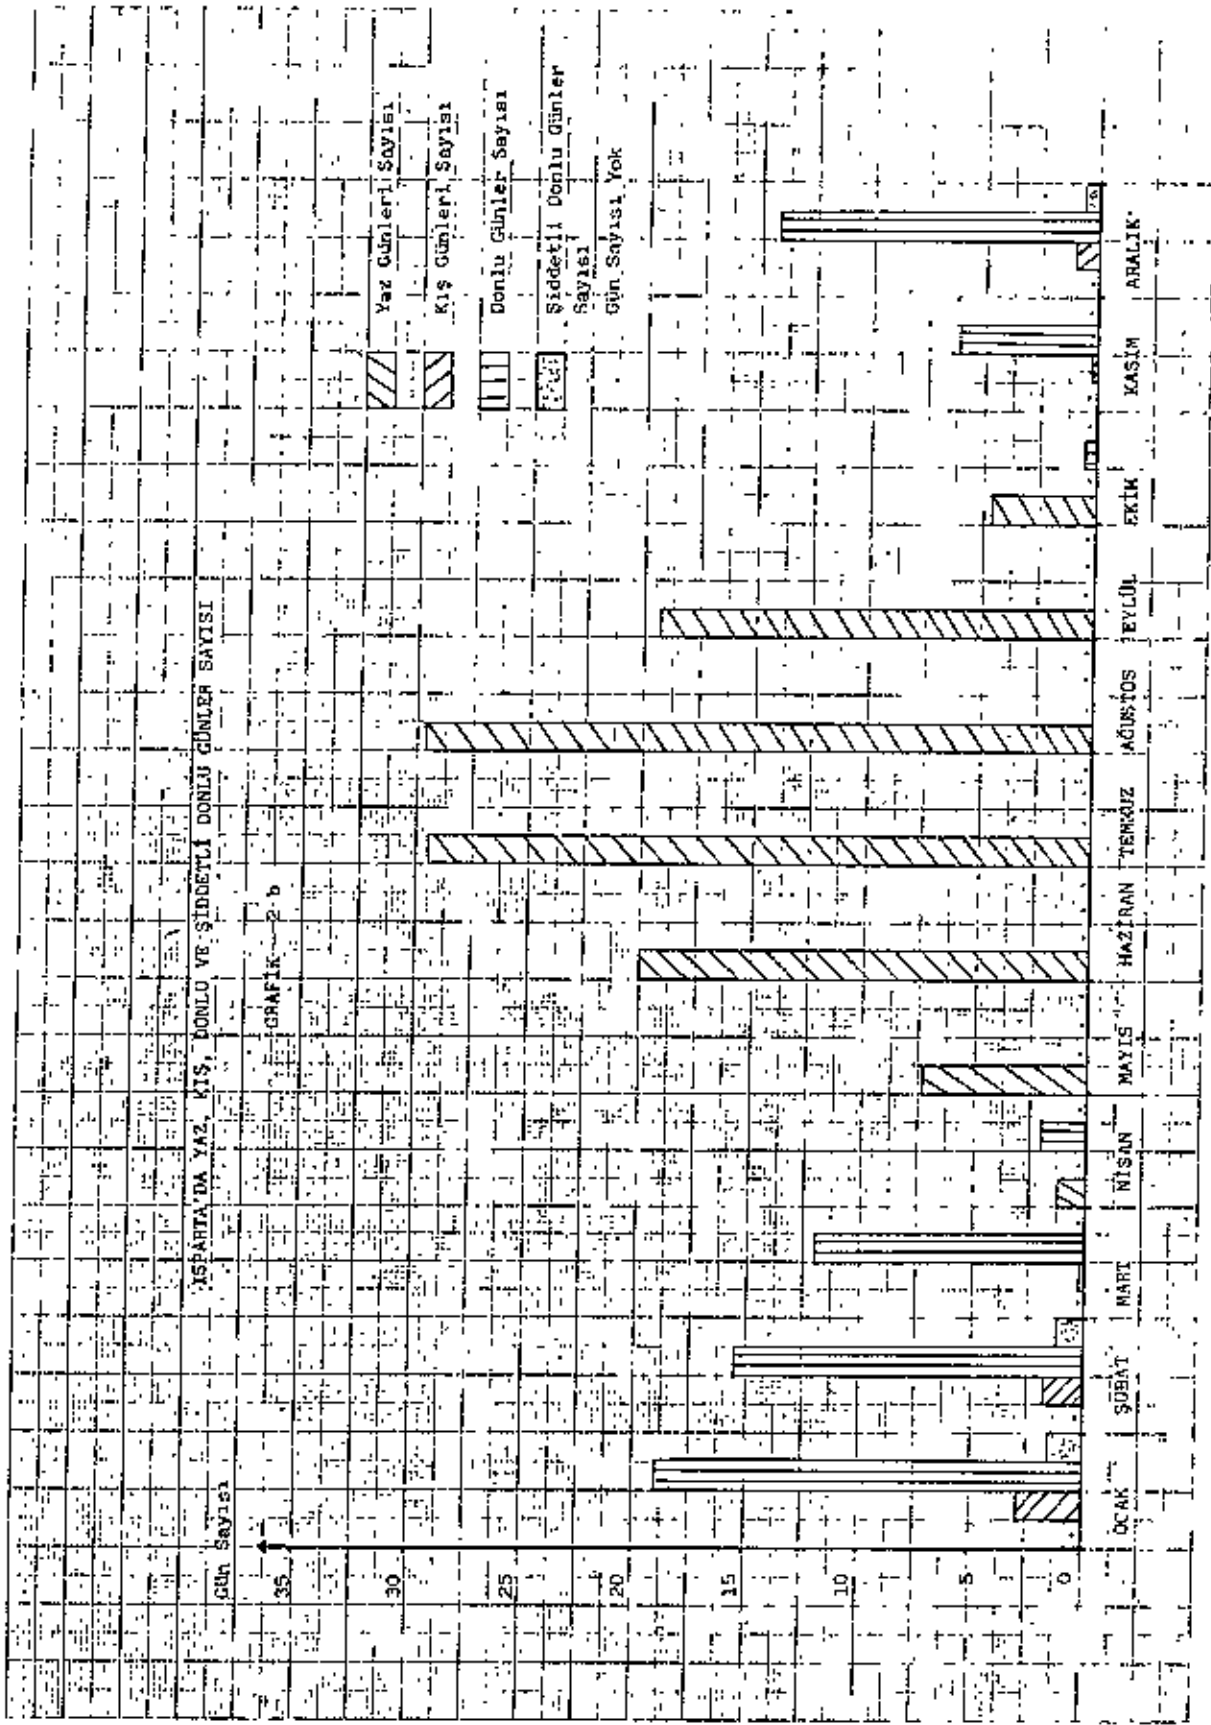 ISPARTA'DA YAZ, KIŞ, DONLU VE ŞİDDETLİ DONLU GÜNLER SAYISI
GRAFİK - 2 b
Gün Sayısı
35
30
25
20
15
10
5
0
Yaz Günleri Sayısı
Kış Günleri Sayısı
Donlu Günler Sayısı
Şiddetli Donlu Günler
Sayısı
Gün Sayısı Yok
OCAK ŞUBAT MART NİSAN MAYIS HAZİRAN TEMMUZ AĞUSTOS EYLÜL EKİM KASIM ARALIK